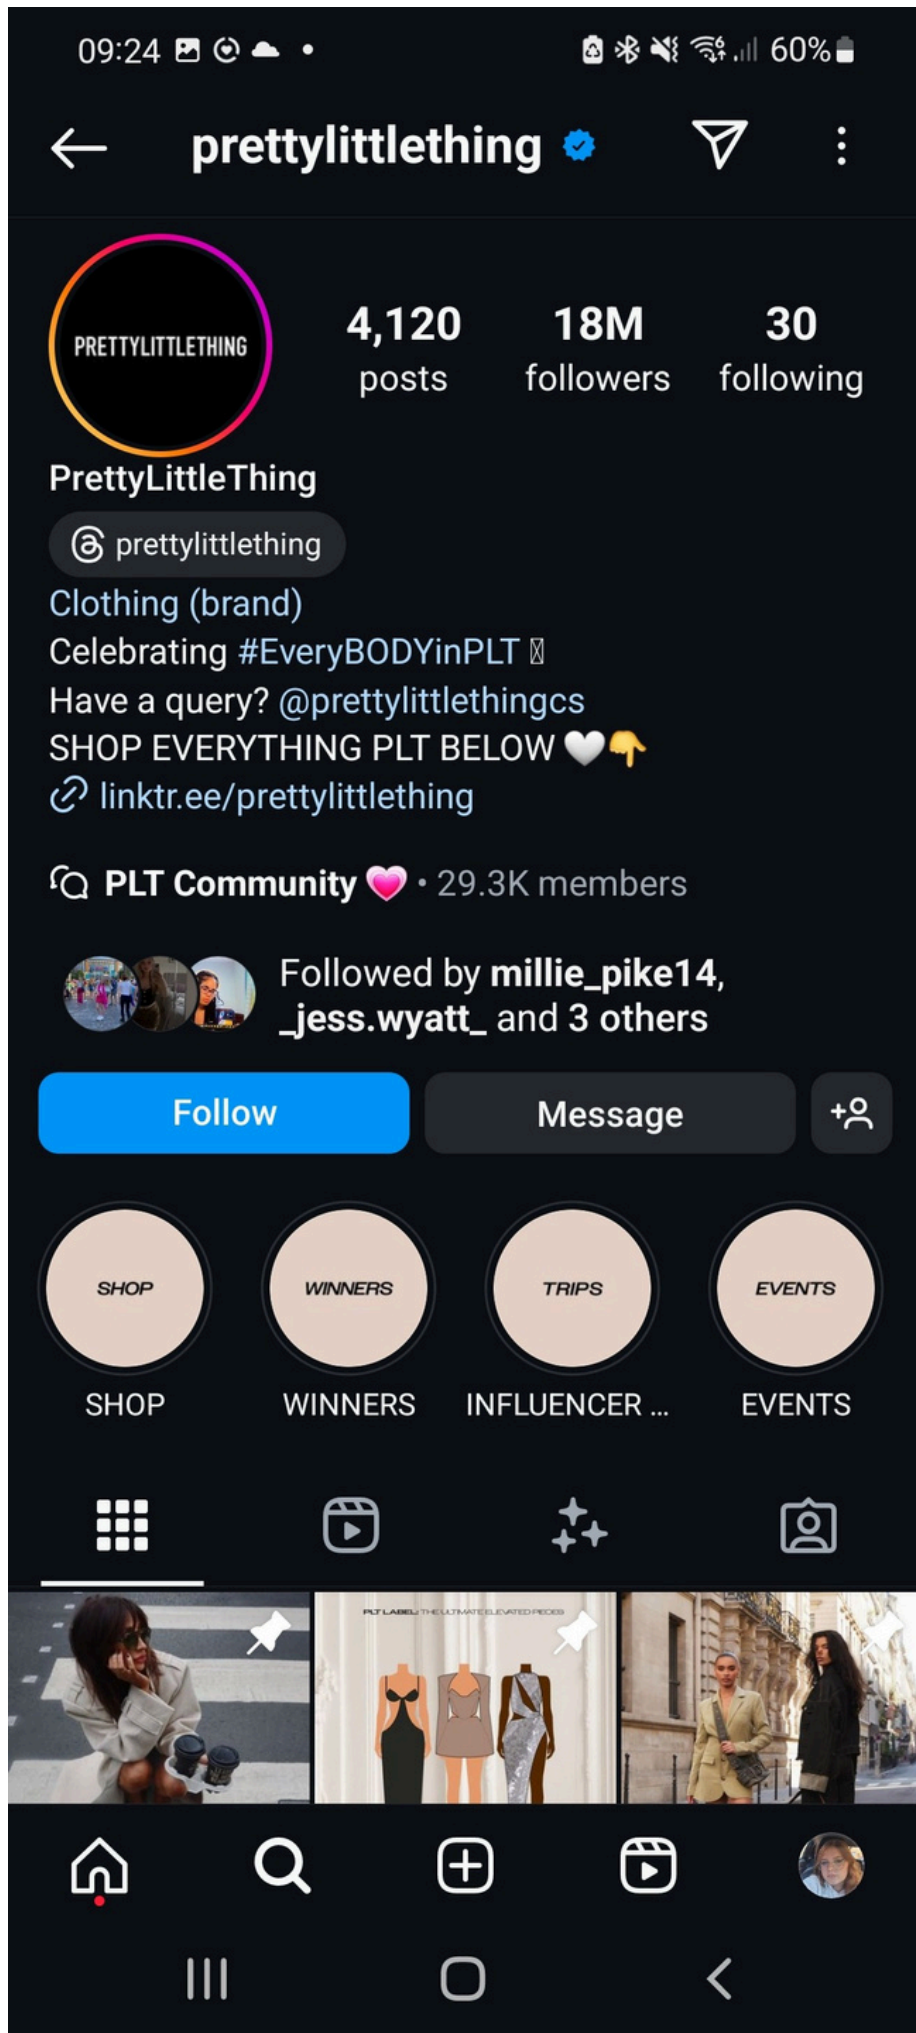 09:24
60%
prettylittlething
PRETTYLITTLETHING
4,120 18M 30
posts followers following
PrettyLittleThing
prettylittlething
Clothing (brand)
Celebrating #EveryBODYinPLT
Have a query? @prettylittlethingcs
SHOP EVERYTHING PLT BELOW 🤍👇
linktr.ee/prettylittlething
PLT Community 💗 • 29.3K members
Followed by millie_pike14,
_jess.wyatt_ and 3 others
Follow Message
SHOP WINNERS TRIPS EVENTS
SHOP WINNERS INFLUENCER ... EVENTS
PLT LABEL: THE ULTIMATE ELEVATED PIECES